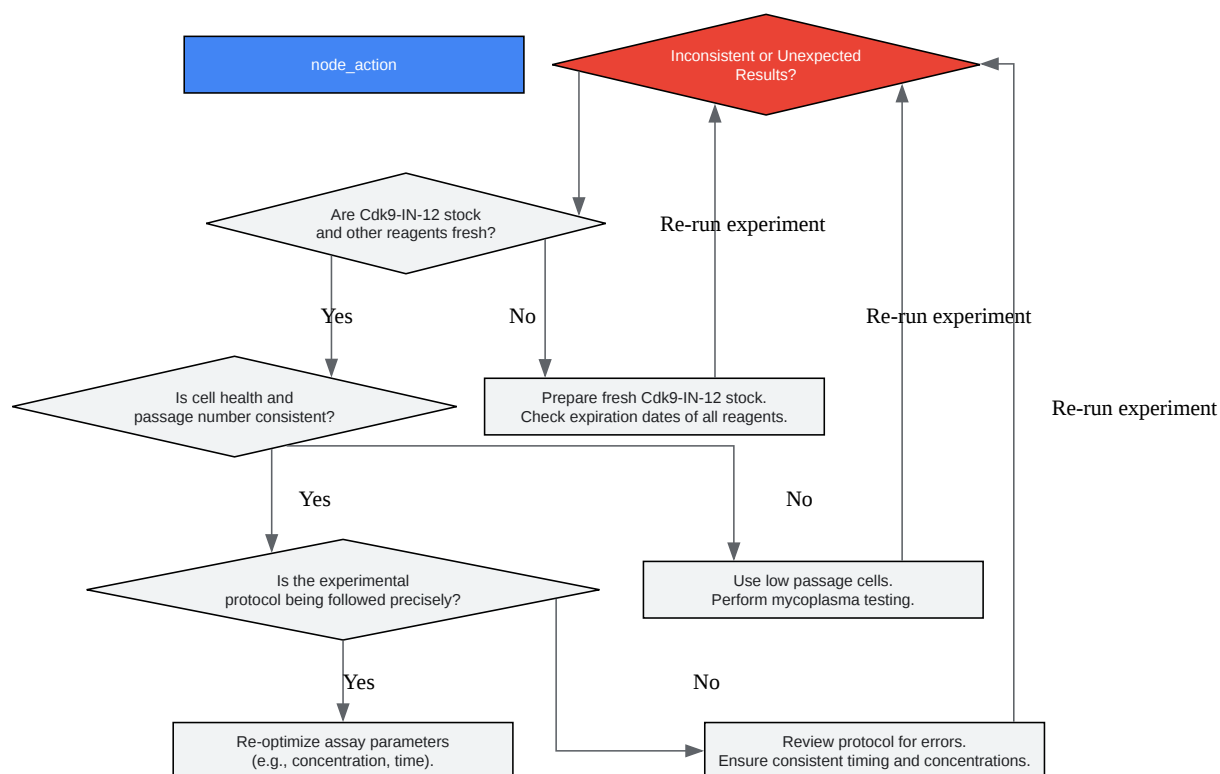 node_action
Inconsistent or Unexpected
Results?
Are Cdk9-IN-12 stock
and other reagents fresh?
Re-run experiment
Yes
No
Re-run experiment
Is cell health and
passage number consistent?
Prepare fresh Cdk9-IN-12 stock.
Check expiration dates of all reagents.
Re-run experiment
Yes
No
Is the experimental
protocol being followed precisely?
Use low passage cells.
Perform mycoplasma testing.
Yes
No
Re-optimize assay parameters
(e.g., concentration, time).
Review protocol for errors.
Ensure consistent timing and concentrations.